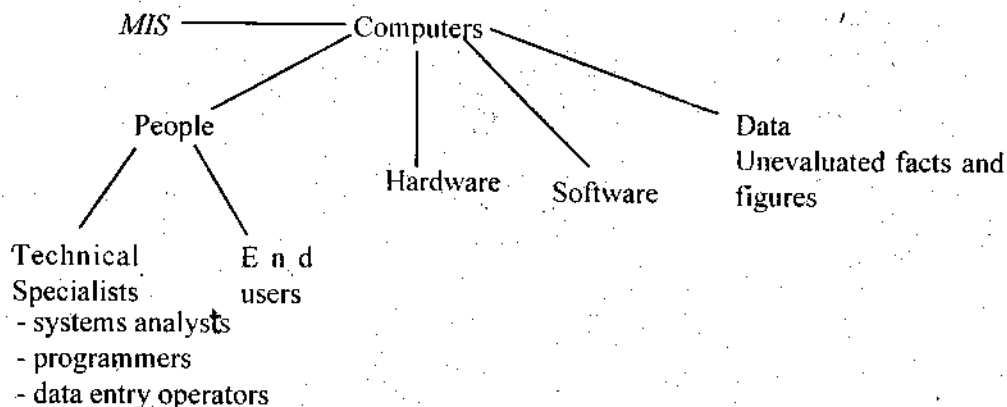 MIS
Computers
People
Hardware
Software
Data
Unevaluated facts and
figures
Technical
Specialists
- systems analysts
- programmers
- data entry operators
E n d
users